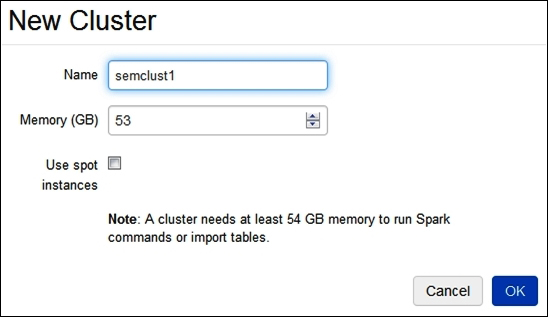 New Cluster
Name semclust1
Memory (GB) 53
Use spot
instances
Note: A cluster needs at least 54 GB memory to run Spark
commands or import tables.
Cancel OK